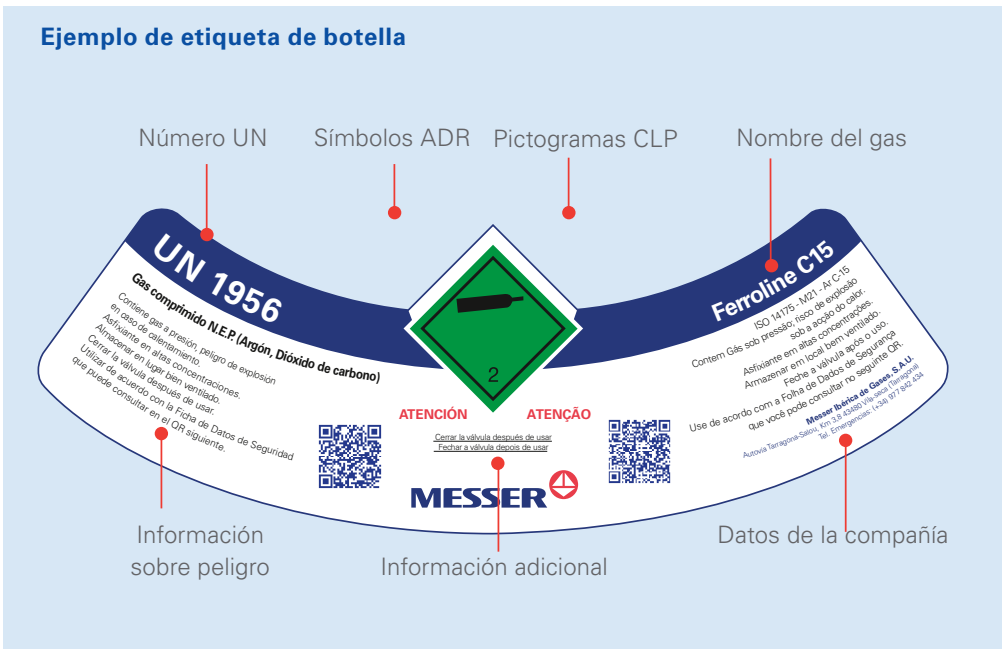 Ejemplo de etiqueta de botella
Número UN
Símbolos ADR
Pictogramas CLP
Nombre del gas
UN 1956
Gas comprimido N.E.P. (Argón, Dióxido de carbono)
Contiene gas a presión, peligro de explosión
en caso de calentamiento.
Asfixiante en altas concentraciones.
Almacenar en lugar bien ventilado.
Cerrar la válvula después de usar.
Utilizar de acuerdo con la Ficha de Datos de Seguridad
que puede consultar en el QR siguiente.
2
ATENCIÓN
ATENÇÃO
Cerrar la válvula después de usar
Fechar a válvula depois de usar
MESSER
Ferroline C15
ISO 14175 - M21 - Ar C-15
Contem Gás sob pressão; risco de explosão
sob a acção do calor.
Asfixiante em altas concentrações.
Armazenar em local bem ventilado.
Feche a válvula após o uso.
Use de acordo com a Folha de Dados de Segurança
que você pode consultar no seguinte QR.
Messer Ibérica de Gases, S.A.U.
Autovía Tarragona-Salou, Km 3,8 43480 Vila-seca (Tarragona)
Tel. Emergencias: (+34) 977 842 434
Información
sobre peligro
Información adicional
Datos de la compañía